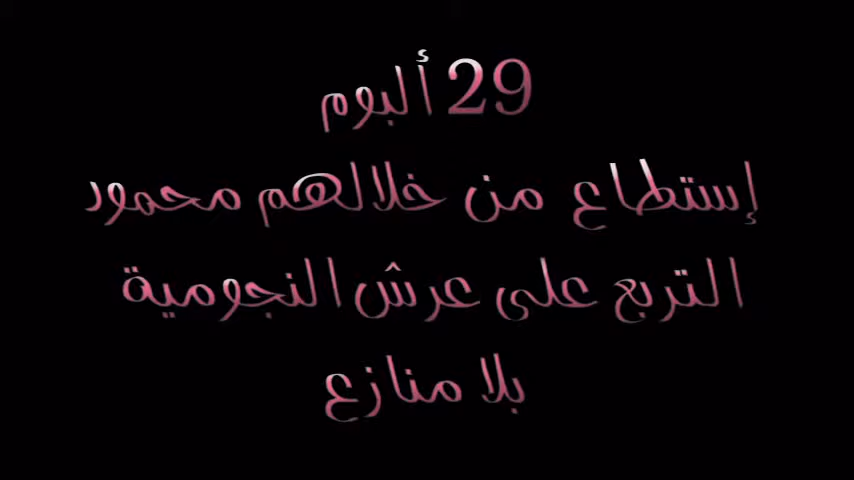 29 ألبوم
إستطاع من خلالهم محمود
التربع على عرش النجومية
بلا منازع